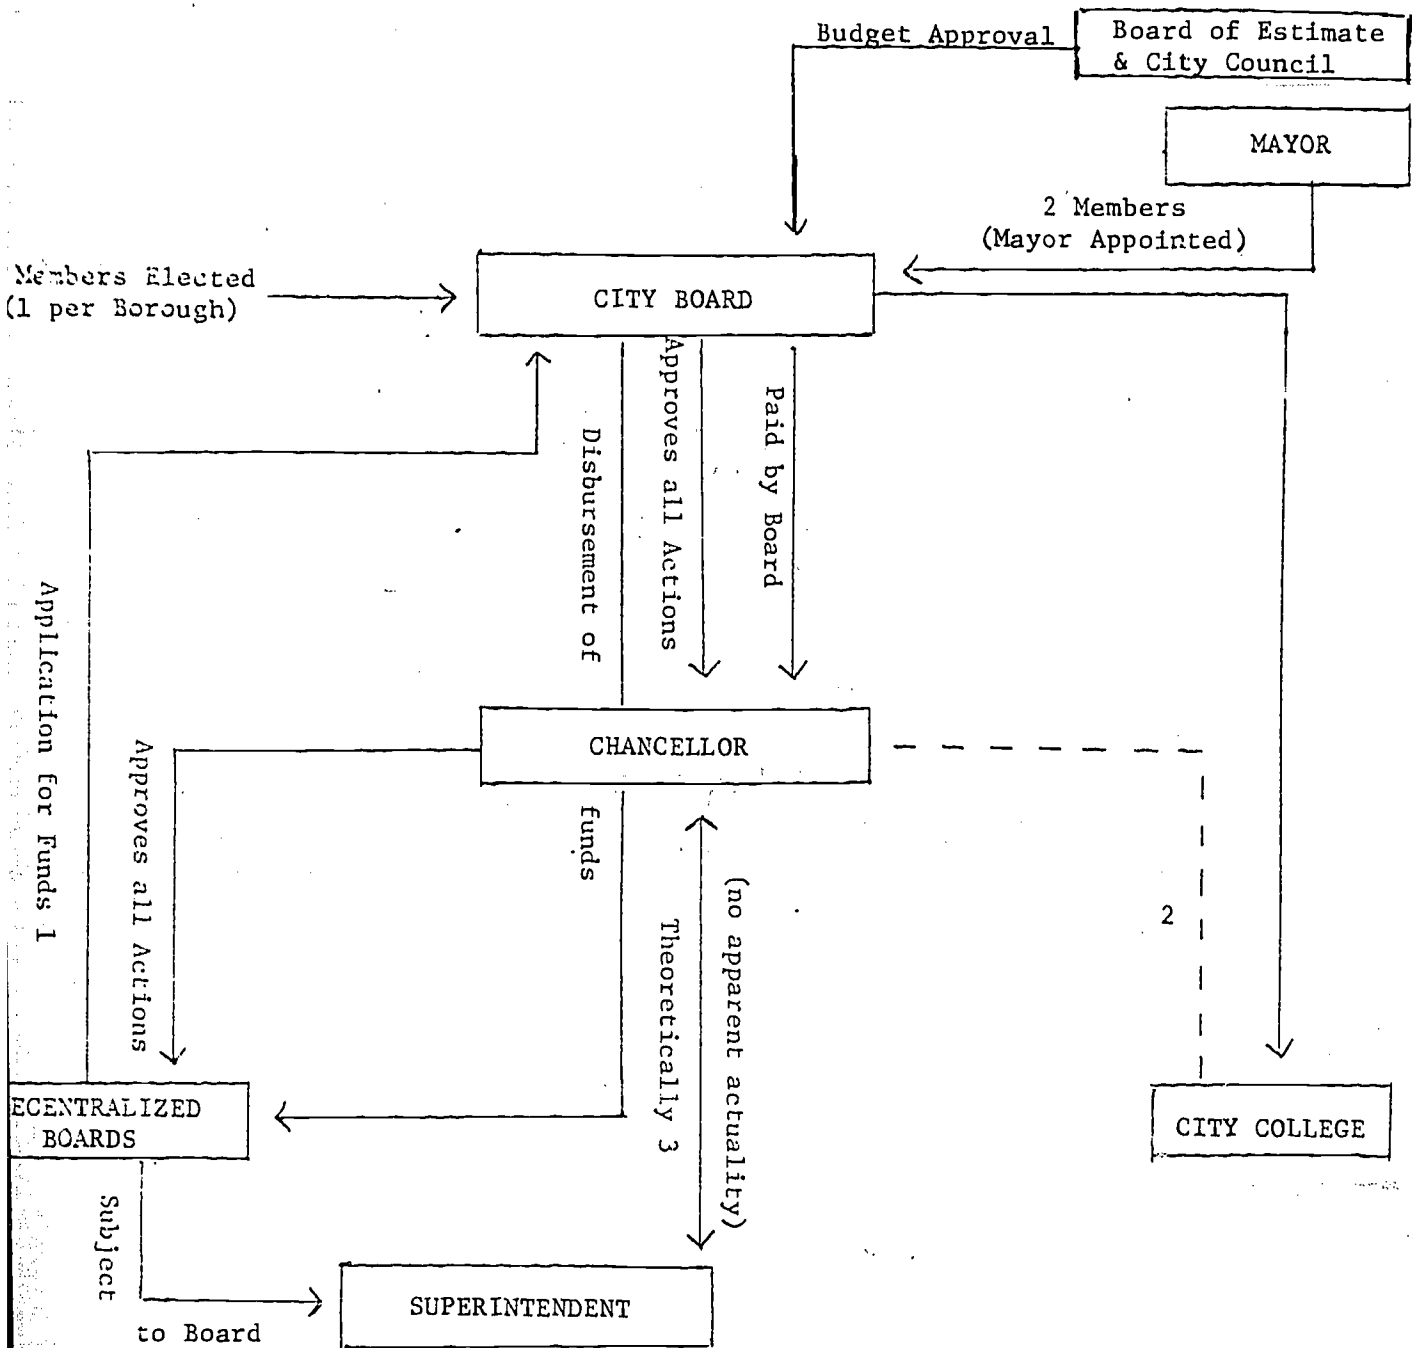 Budget Approval
Board of Estimate
& City Council
MAYOR
2 Members
(Mayor Appointed)
Members Elected
(1 per Borough)
CITY BOARD
Disbursement of
Approves all Actions
Paid by Board
Application for Funds 1
Approves all Actions
CHANCELLOR
funds
Theoretically 3
(no apparent actuality)
2
ECENTRALIZED
BOARDS
CITY COLLEGE
Subject
to Board
SUPERINTENDENT